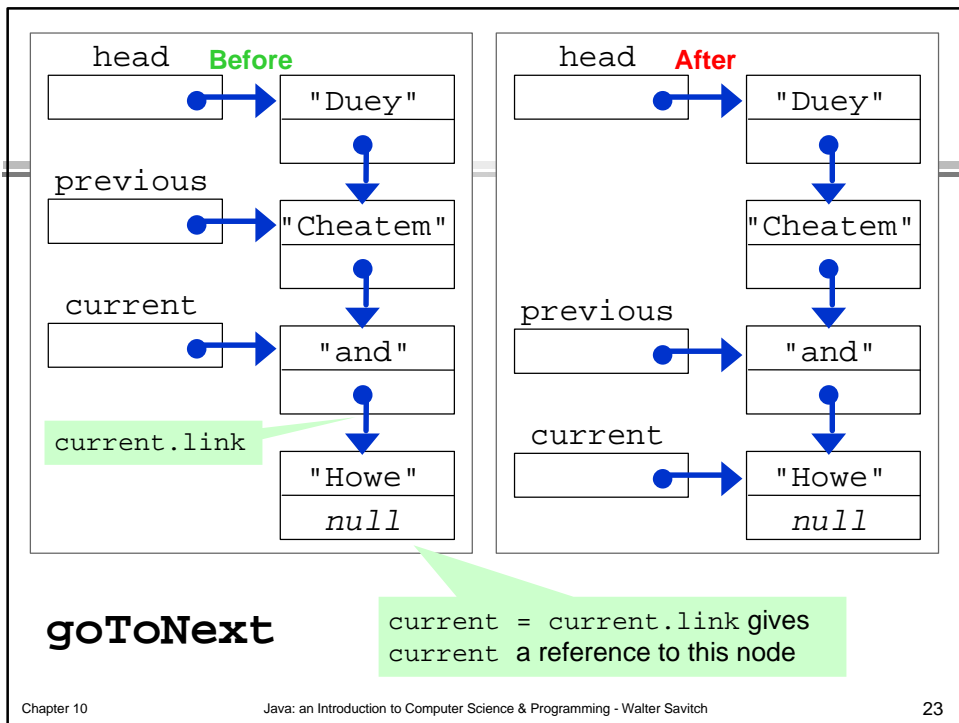 head
Before
"Duey"
previous
"Cheatem"
current
"and"
current.link
"Howe"
null
head
After
"Duey"
"Cheatem"
previous
"and"
current
"Howe"
null
goToNext
current = current.link gives
current a reference to this node
Chapter 10
Java: an Introduction to Computer Science & Programming - Walter Savitch
23